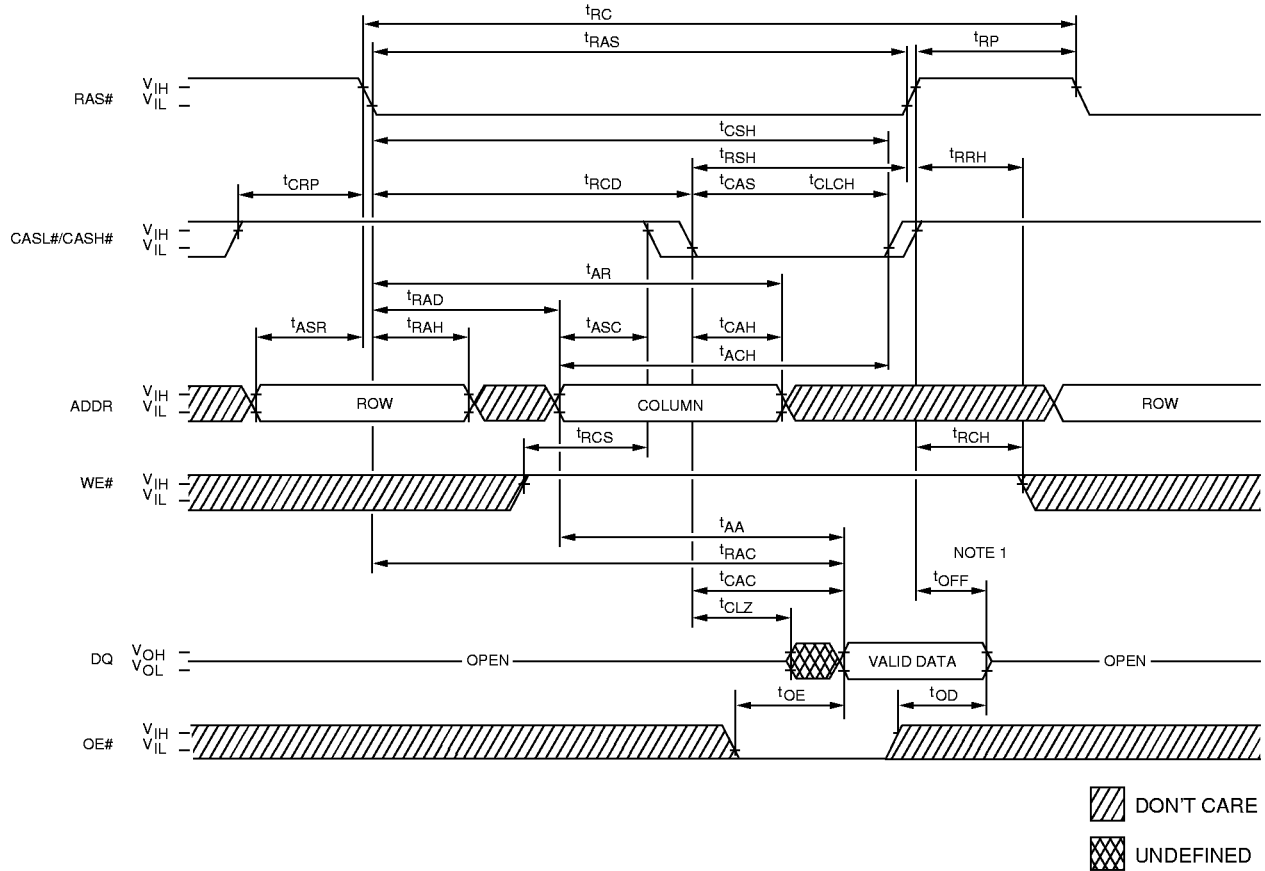 tRC
tRAS tRP
RAS# VIH
VIL
tCSH
tRSH tRRH
tCRP tRCD tCAS tCLCH
CASL#/CASH# VIH
VIL
tAR
tRAD
tASR tRAH tASC tCAH
tACH
ADDR VIH
VIL
ROW COLUMN ROW
tRCS tRCH
WE# VIH
VIL
tAA
tRAC NOTE 1
tCAC tOFF
tCLZ
DQ VOH
VOL
OPEN VALID DATA OPEN
tOE tOD
OE# VIH
VIL
DON'T CARE
UNDEFINED